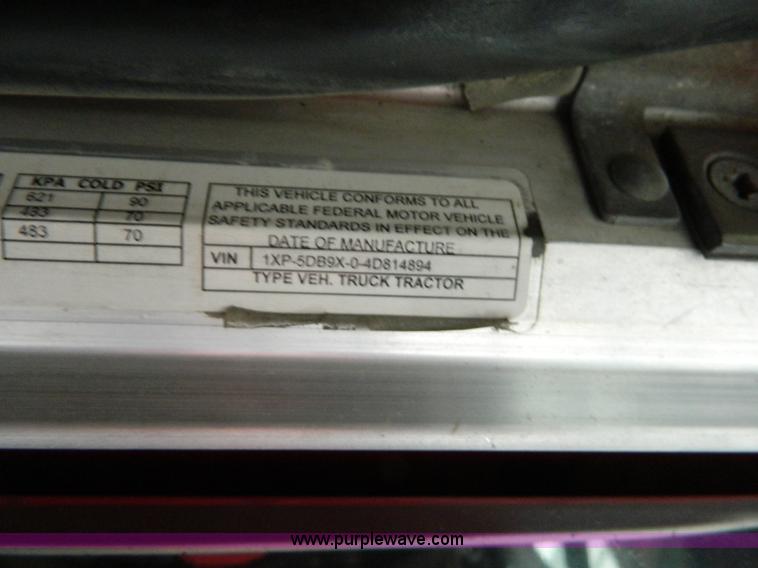 KPA COLD PSI
621 90
483 70
483 70
THIS VEHICLE CONFORMS TO ALL
APPLICABLE FEDERAL MOTOR VEHICLE
SAFETY STANDARDS IN EFFECT ON THE
DATE OF MANUFACTURE
VIN 1XP-5DB9X-0-4D814894
TYPE VEH. TRUCK TRACTOR
www.purplewave.com